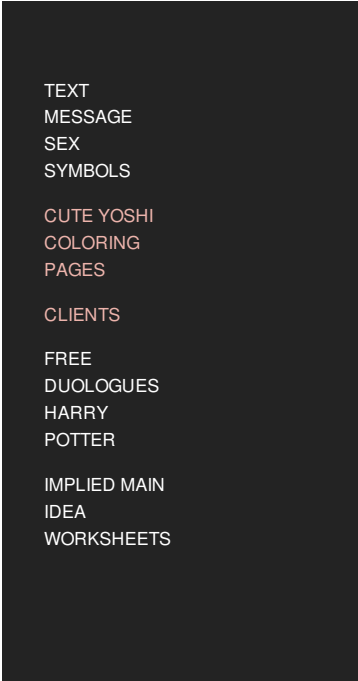 TEXT
MESSAGE
SEX
SYMBOLS
CUTE YOSHI
COLORING
PAGES
CLIENTS
FREE
DUOLOGUES
HARRY
POTTER
IMPLIED MAIN
IDEA
WORKSHEETS